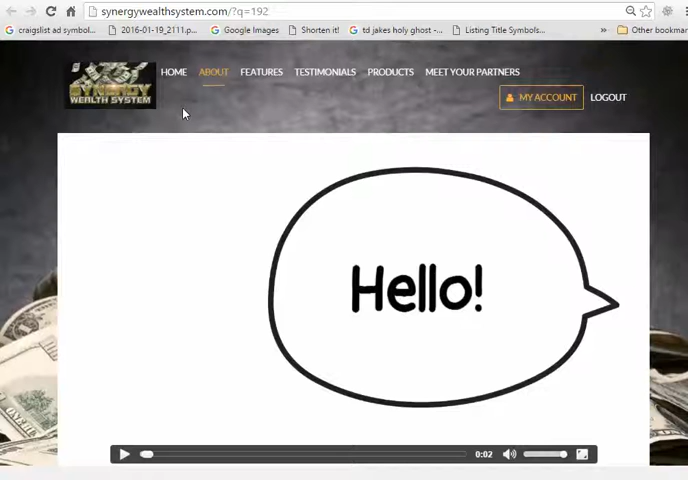 synergywealthsystem.com/?q=192
craigslist ad symbol... 2016-01-19_2111.p... Google Images Shorten it! td jakes holy ghost -... Listing Title Symbols... » Other bookmar
SYNERGY
WEALTH SYSTEM
HOME ABOUT FEATURES TESTIMONIALS PRODUCTS MEET YOUR PARTNERS
MY ACCOUNT LOGOUT
Hello!
0:02